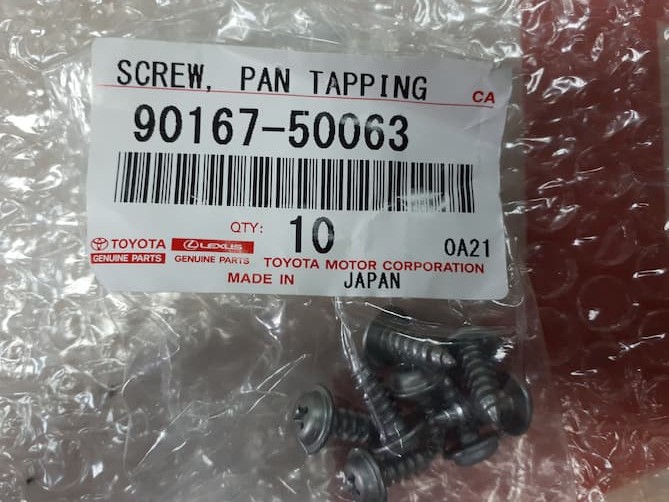 SCREW, PAN TAPPING CA
90167-50063
QTY: 10 0A21
TOYOTA LEXUS
GENUINE PARTS GENUINE PARTS TOYOTA MOTOR CORPORATION
MADE IN JAPAN